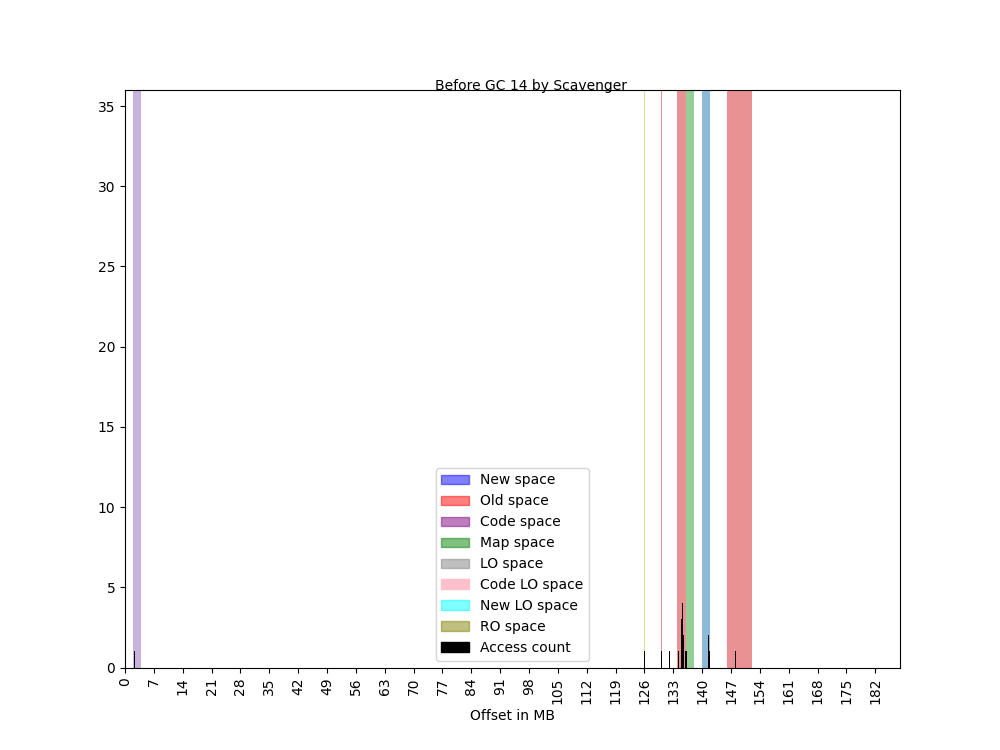 Before GC 14 by Scavenger
35
30
25
20
15
10
5
0
New space
Old space
Code space
Map space
LO space
Code LO space
New LO space
RO space
Access count
0 7 14 21 28 35 42 49 56 63 70 77 84 91 98 105 112 119 126 133 140 147 154 161 168 175 182
Offset in MB